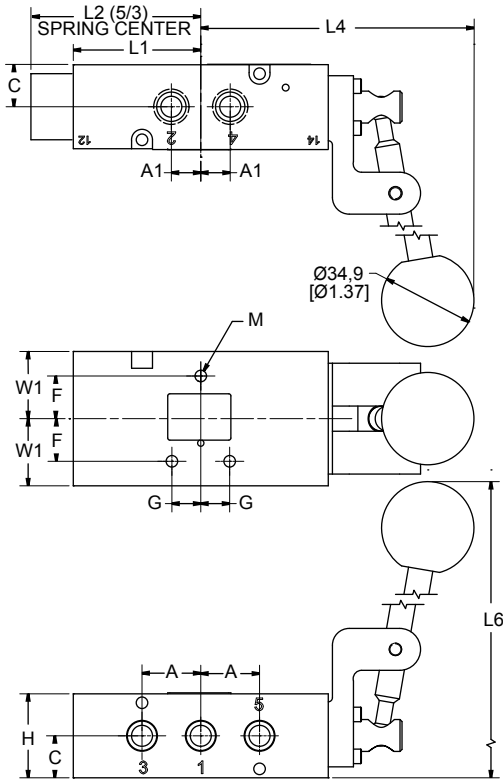 L2 (5/3)
SPRING CENTER
L1
L4
C
12
2
4
14
A1
A1
Ø34,9
[Ø1.37]
M
W1
F
W1
F
G
G
L6
A
A
5
H
C
3
1